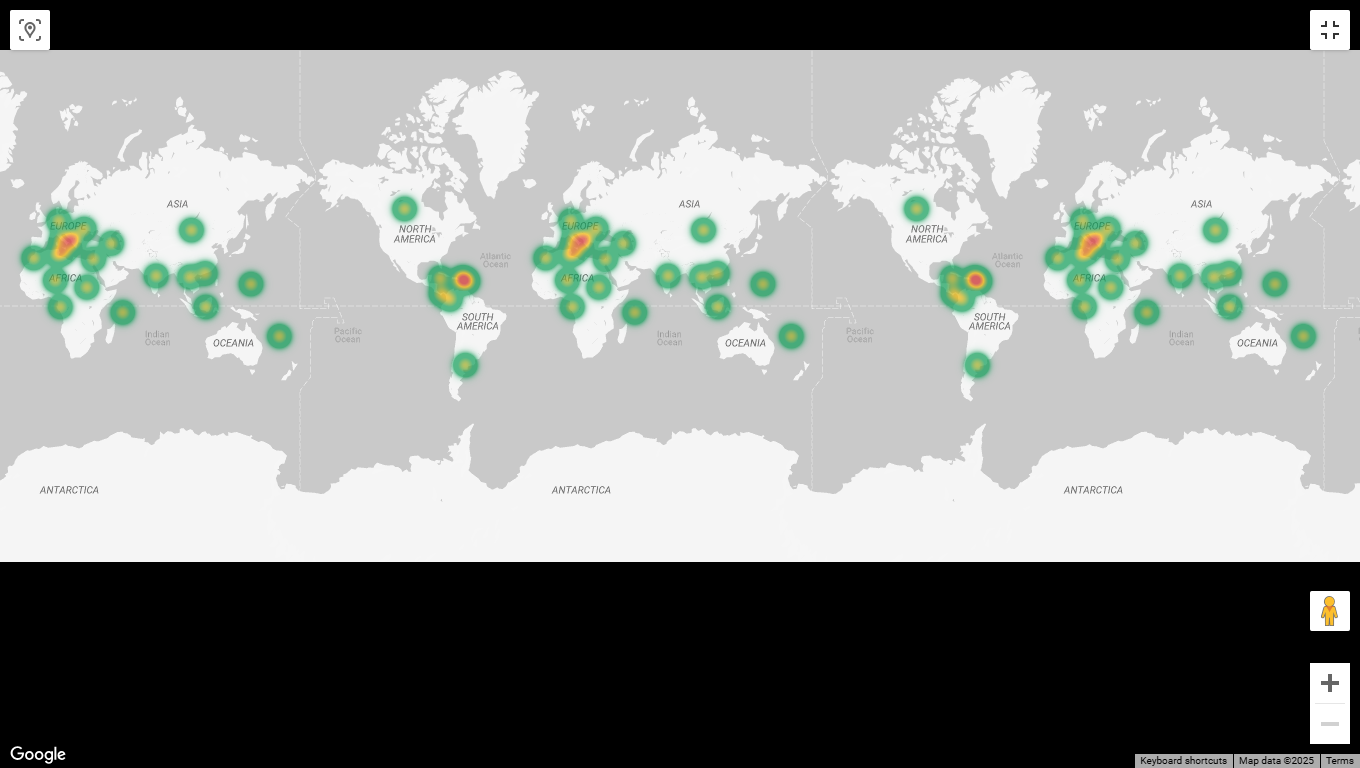 ASIA
ASIA
ASIA
EUROPE
EUROPE
EUROPE
NORTH
AMERICA
NORTH
AMERICA
Atlantic
Ocean
Atlantic
Ocean
AFRICA
AFRICA
AFRICA
SOUTH
AMERICA
SOUTH
AMERICA
Indian
Ocean
Pacific
Ocean
Indian
Ocean
Pacific
Ocean
Indian
Ocean
OCEANIA
OCEANIA
OCEANIA
ANTARCTICA
ANTARCTICA
ANTARCTICA
Google
Keyboard shortcuts
Map data ©2025
Terms